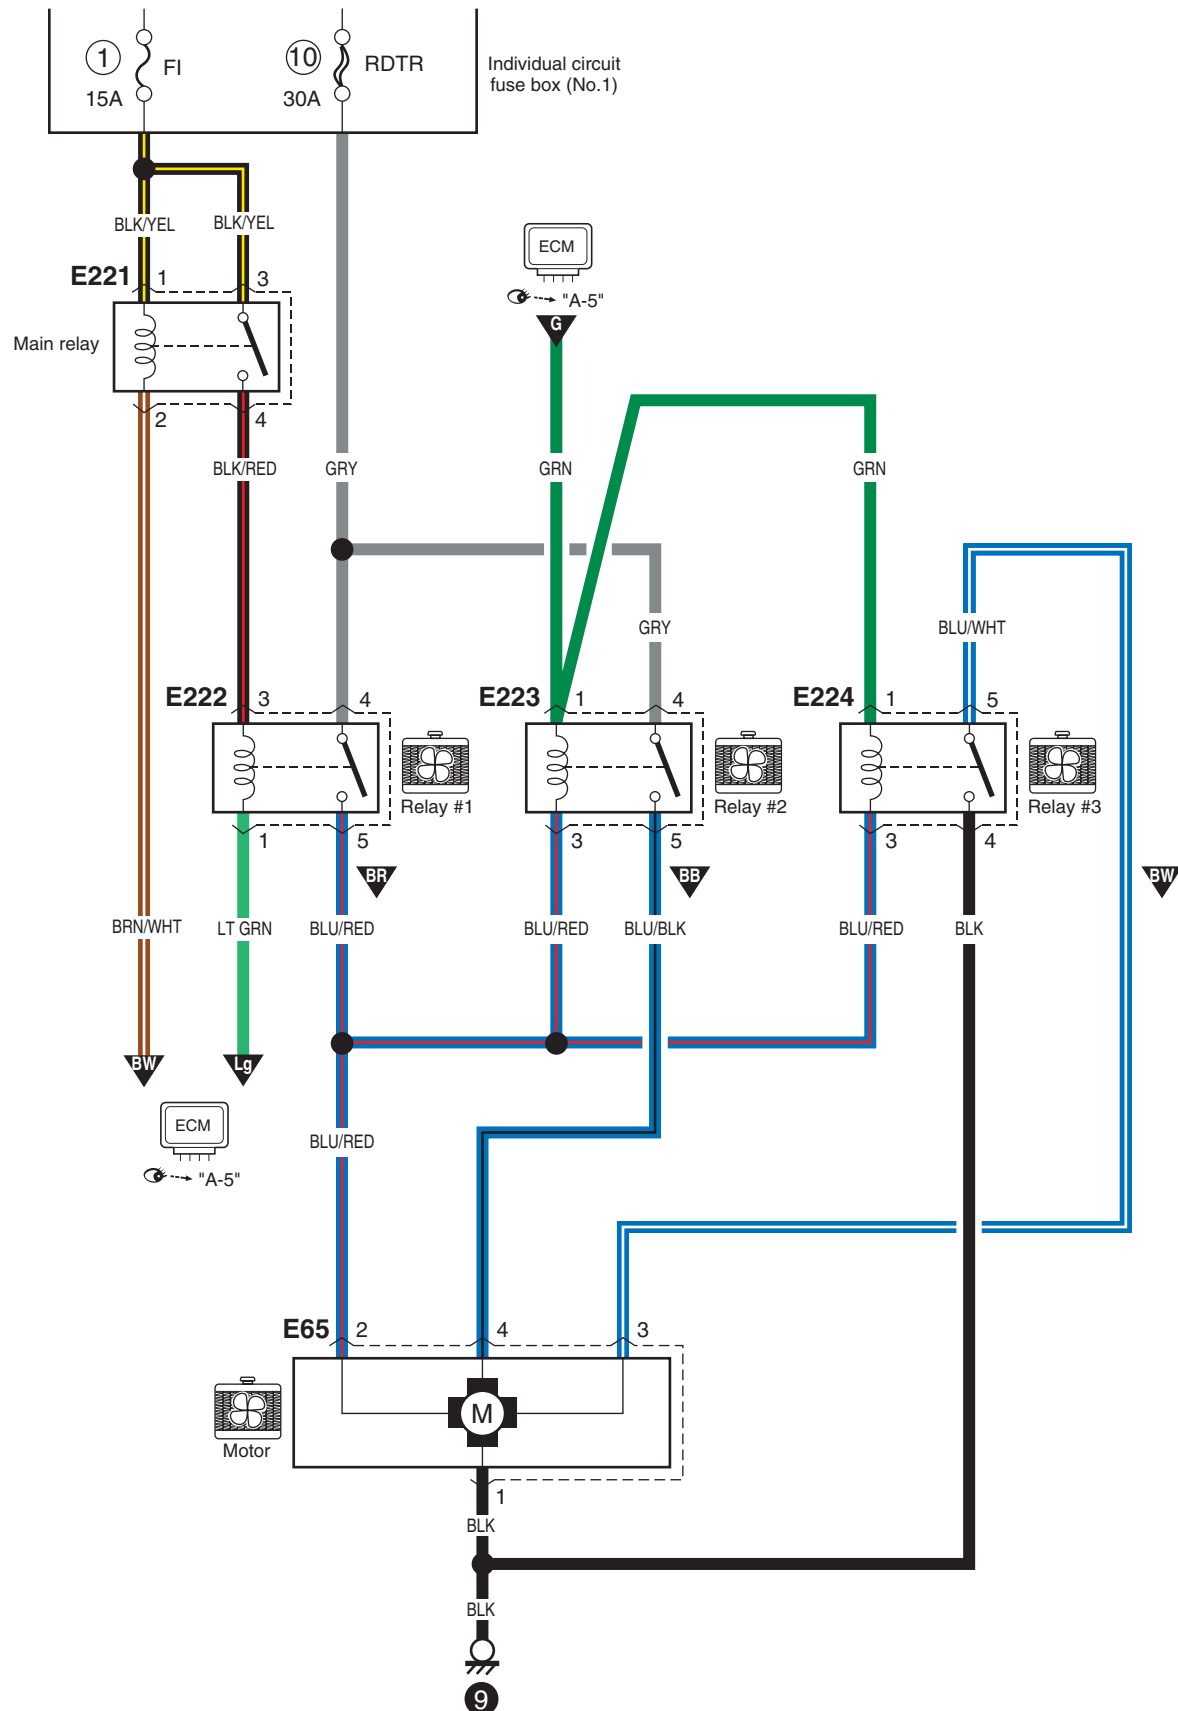 1 FI 10 RDTR Individual circuit
15A 30A fuse box (No.1)
BLK/YEL BLK/YEL
ECM
E221 1 3
"A-5"
G
Main relay
2 4
BLK/RED GRY GRN GRN
GRY BLU/WHT
E222 3 4 E223 1 4 E224 1 5
Relay #1 Relay #2 Relay #3
1 5 3 5 3 4
BR BB BW
BRN/WHT LT GRN BLU/RED BLU/RED BLU/BLK BLU/RED BLK
BW Lg
ECM
BLU/RED
"A-5"
E65 2 4 3
M
Motor
1
BLK
BLK
9